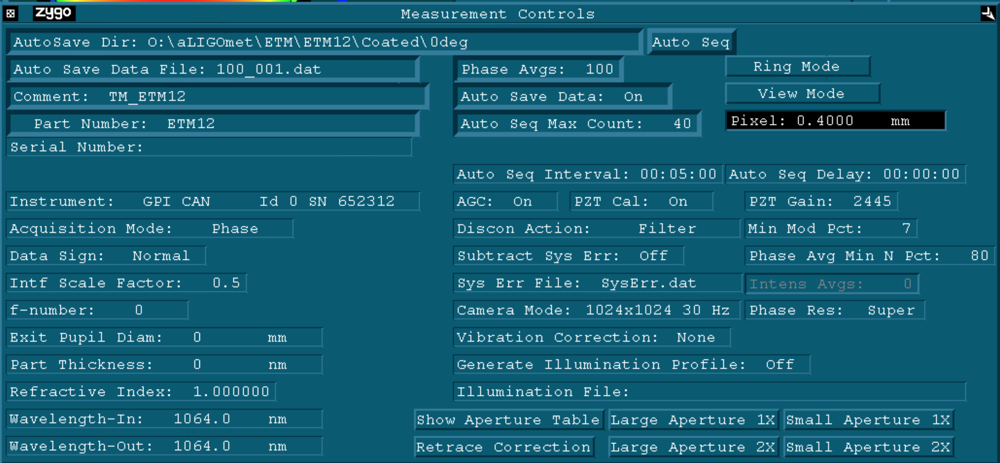 zygo Measurement Controls
AutoSave Dir: O:\aLIGOmet\ETM\ETM12\Coated\0deg Auto Seq
Auto Save Data File: 100_001.dat Phase Avgs: 100 Ring Mode
Comment: TM_ETM12 Auto Save Data: On View Mode
Part Number: ETM12 Auto Seq Max Count: 40 Pixel: 0.4000 mm
Serial Number:
Auto Seq Interval: 00:05:00 Auto Seq Delay: 00:00:00
Instrument: GPI CAN Id 0 SN 652312 AGC: On PZT Cal: On PZT Gain: 2445
Acquisition Mode: Phase Discon Action: Filter Min Mod Pct: 7
Data Sign: Normal Subtract Sys Err: Off Phase Avg Min N Pct: 80
Intf Scale Factor: 0.5 Sys Err File: SysErr.dat Intens Avgs: 0
f-number: 0 Camera Mode: 1024x1024 30 Hz Phase Res: Super
Exit Pupil Diam: 0 mm Vibration Correction: None
Part Thickness: 0 nm Generate Illumination Profile: Off
Refractive Index: 1.000000 Illumination File:
Wavelength-In: 1064.0 nm Show Aperture Table Large Aperture 1X Small Aperture 1X
Wavelength-Out: 1064.0 nm Retrace Correction Large Aperture 2X Small Aperture 2X